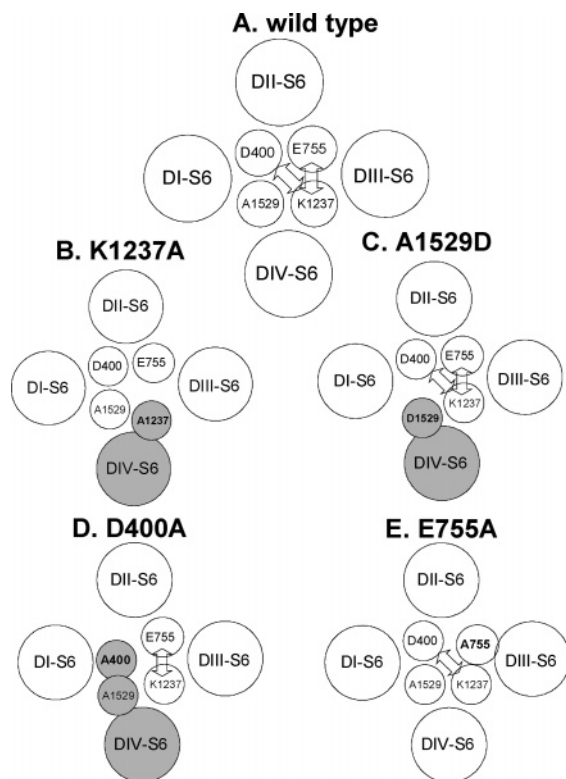 A. wild type
DII-S6
D400
E755
DI-S6
DIII-S6
A1529
K1237
DIV-S6
B. K1237A
DII-S6
D400
E755
DI-S6
DIII-S6
A1529
A1237
DIV-S6
C. A1529D
DII-S6
D400
E755
DI-S6
DIII-S6
K1237
D1529
DIV-S6
D. D400A
DII-S6
E755
DI-S6
A400
DIII-S6
A1529
K1237
DIV-S6
E. E755A
DII-S6
D400
A755
DI-S6
DIII-S6
A1529
K1237
DIV-S6